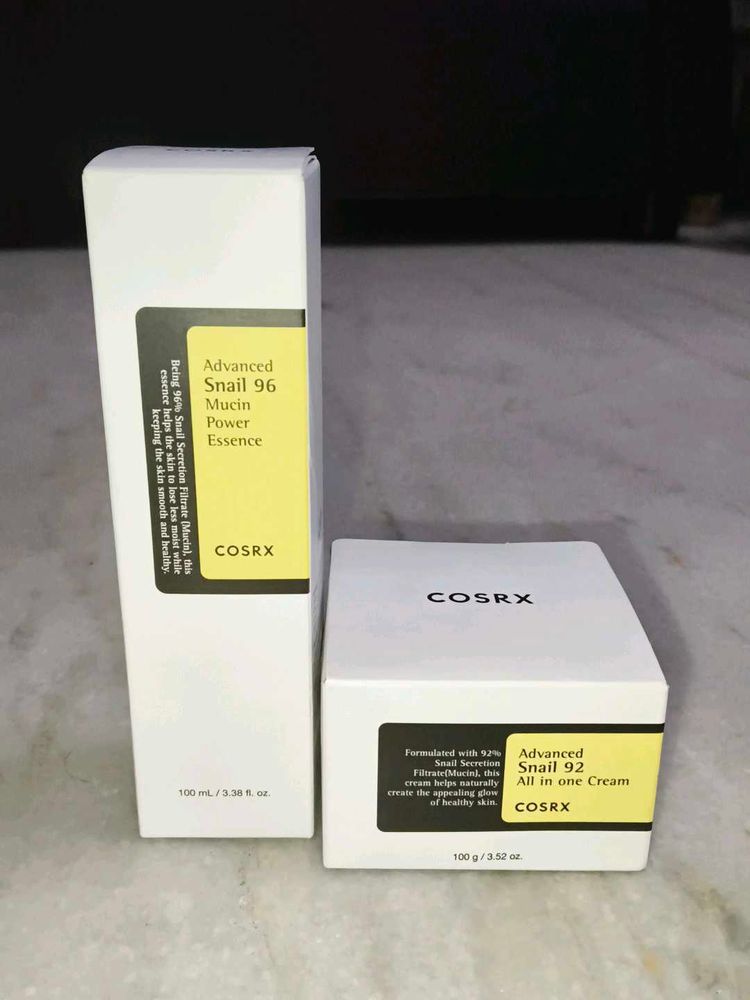 COSRX
Advanced
Snail 96
Mucin
Power
Essence
COSRX
Being 96% Snail Secretion Filtrate (Mucin), this
essence helps the skin to lose less moist while
keeping the skin smooth and healthy.
100 mL / 3.38 fl. oz.
COSRX
Formulated with 92%
Snail Secretion
Filtrate(Mucin), this
cream helps naturally
create the appealing glow
of healthy skin.
Advanced
Snail 92
All in one Cream
COSRX
100 g / 3.52 oz.